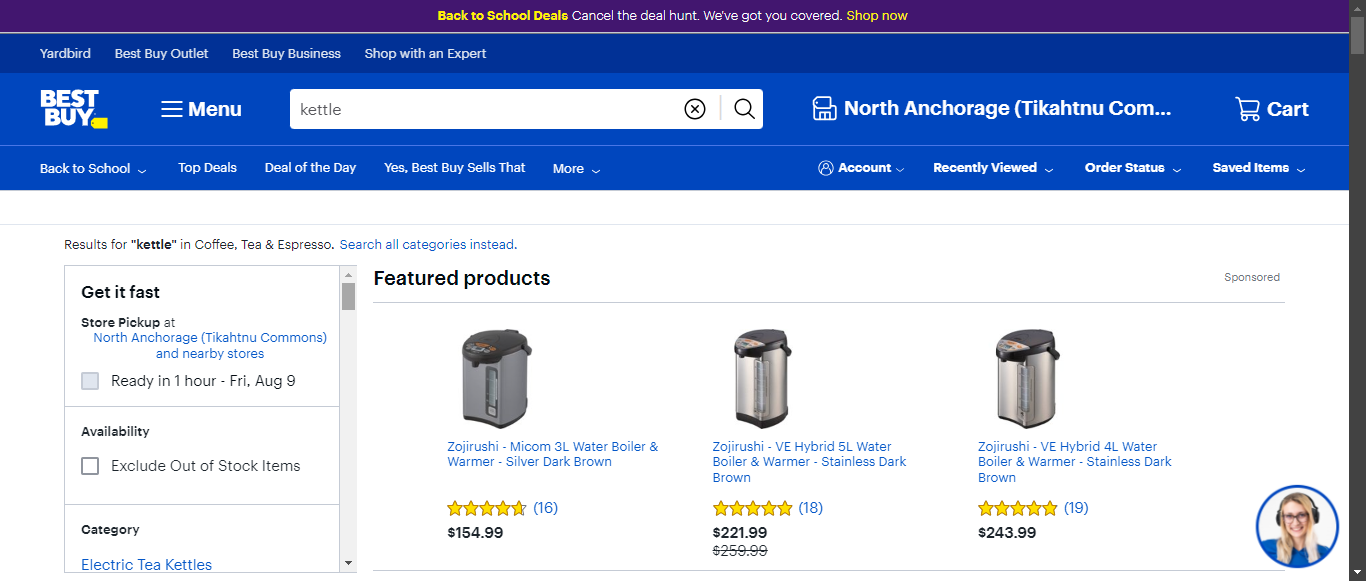 Back to School Deals Cancel the deal hunt. We've got you covered. Shop now
Yardbird Best Buy Outlet Best Buy Business Shop with an Expert
BEST
BUY
Menu
kettle
North Anchorage (Tikahtnu Com...
Cart
Back to School Top Deals Deal of the Day Yes, Best Buy Sells That More Account Recently Viewed Order Status Saved Items
Results for "kettle" in Coffee, Tea & Espresso. Search all categories instead.
Get it fast
Store Pickup at
North Anchorage (Tikahtnu Commons)
and nearby stores
Ready in 1 hour - Fri, Aug 9
Availability
Exclude Out of Stock Items
Category
Electric Tea Kettles
Featured products
Sponsored
Zojirushi - Micom 3L Water Boiler &
Warmer - Silver Dark Brown
(16)
$154.99
Zojirushi - VE Hybrid 5L Water
Boiler & Warmer - Stainless Dark
Brown
(18)
$221.99
$259.99
Zojirushi - VE Hybrid 4L Water
Boiler & Warmer - Stainless Dark
Brown
(19)
$243.99